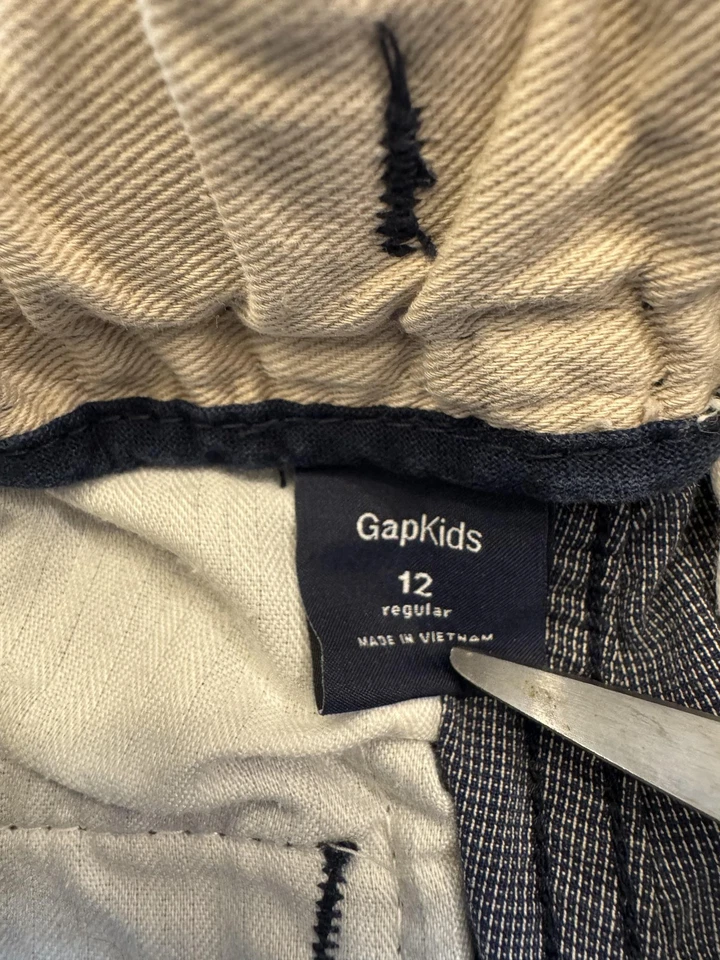 GapKids
12
regular
MADE IN VIETNAM